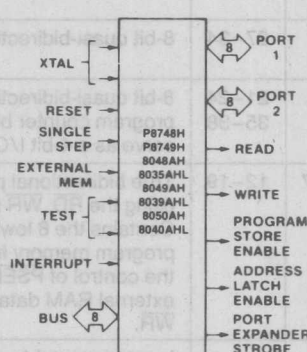 XTAL
RESET
SINGLE
STEP
EXTERNAL
MEM
TEST
INTERRUPT
BUS
8
P8748H
P8749H
8048AH
8035AHL
8049AH
8039AHL
8050AH
8040AHL
8
PORT
1
8
PORT
2
READ
WRITE
PROGRAM
STORE
ENABLE
ADDRESS
LATCH
ENABLE
PORT
EXPANDER
STROBE